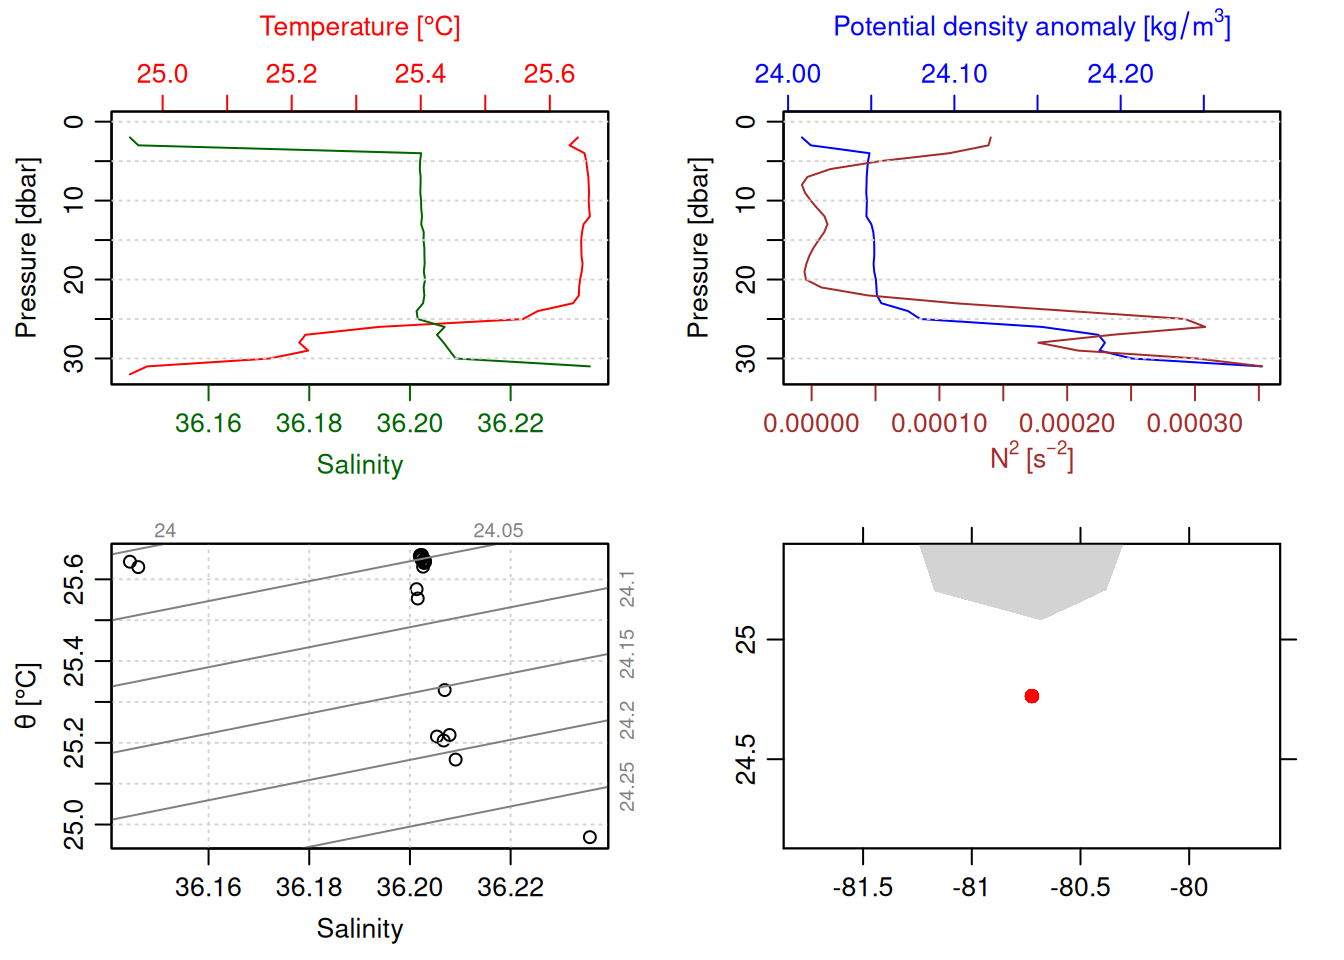 Temperature [°C]
25.0 25.2 25.4 25.6
0
10
20
30
Pressure [dbar]
36.16 36.18 36.20 36.22
Salinity
Potential density anomaly [kg/m³]
24.00 24.10 24.20
0
10
20
30
Pressure [dbar]
0.00000 0.00010 0.00020 0.00030
N² [s⁻²]
24 24.05
24.1
24.15
24.2
24.25
25.6
25.4
25.2
25.0
θ [°C]
36.16 36.18 36.20 36.22
Salinity
25
24.5
-81.5 -81 -80.5 -80